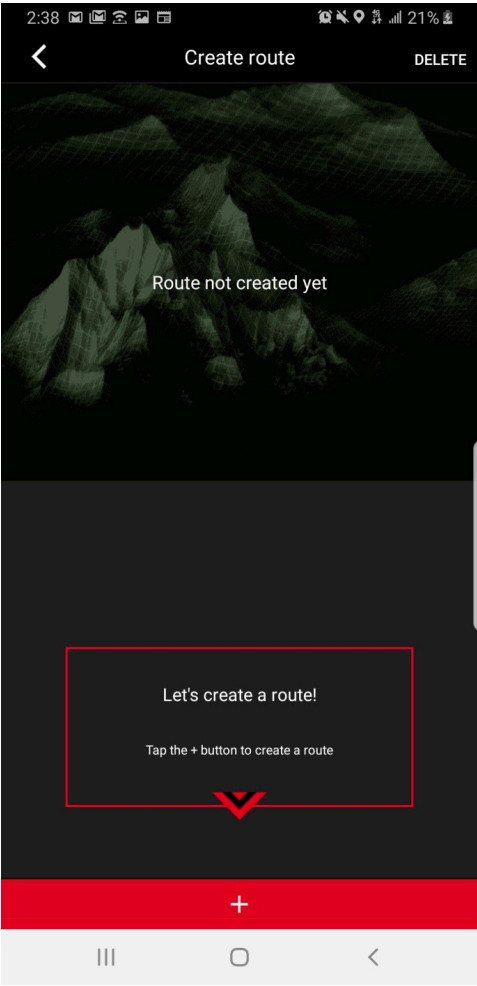 2:38
21%
Create route
DELETE
Route not created yet
Let's create a route!
Tap the + button to create a route
+